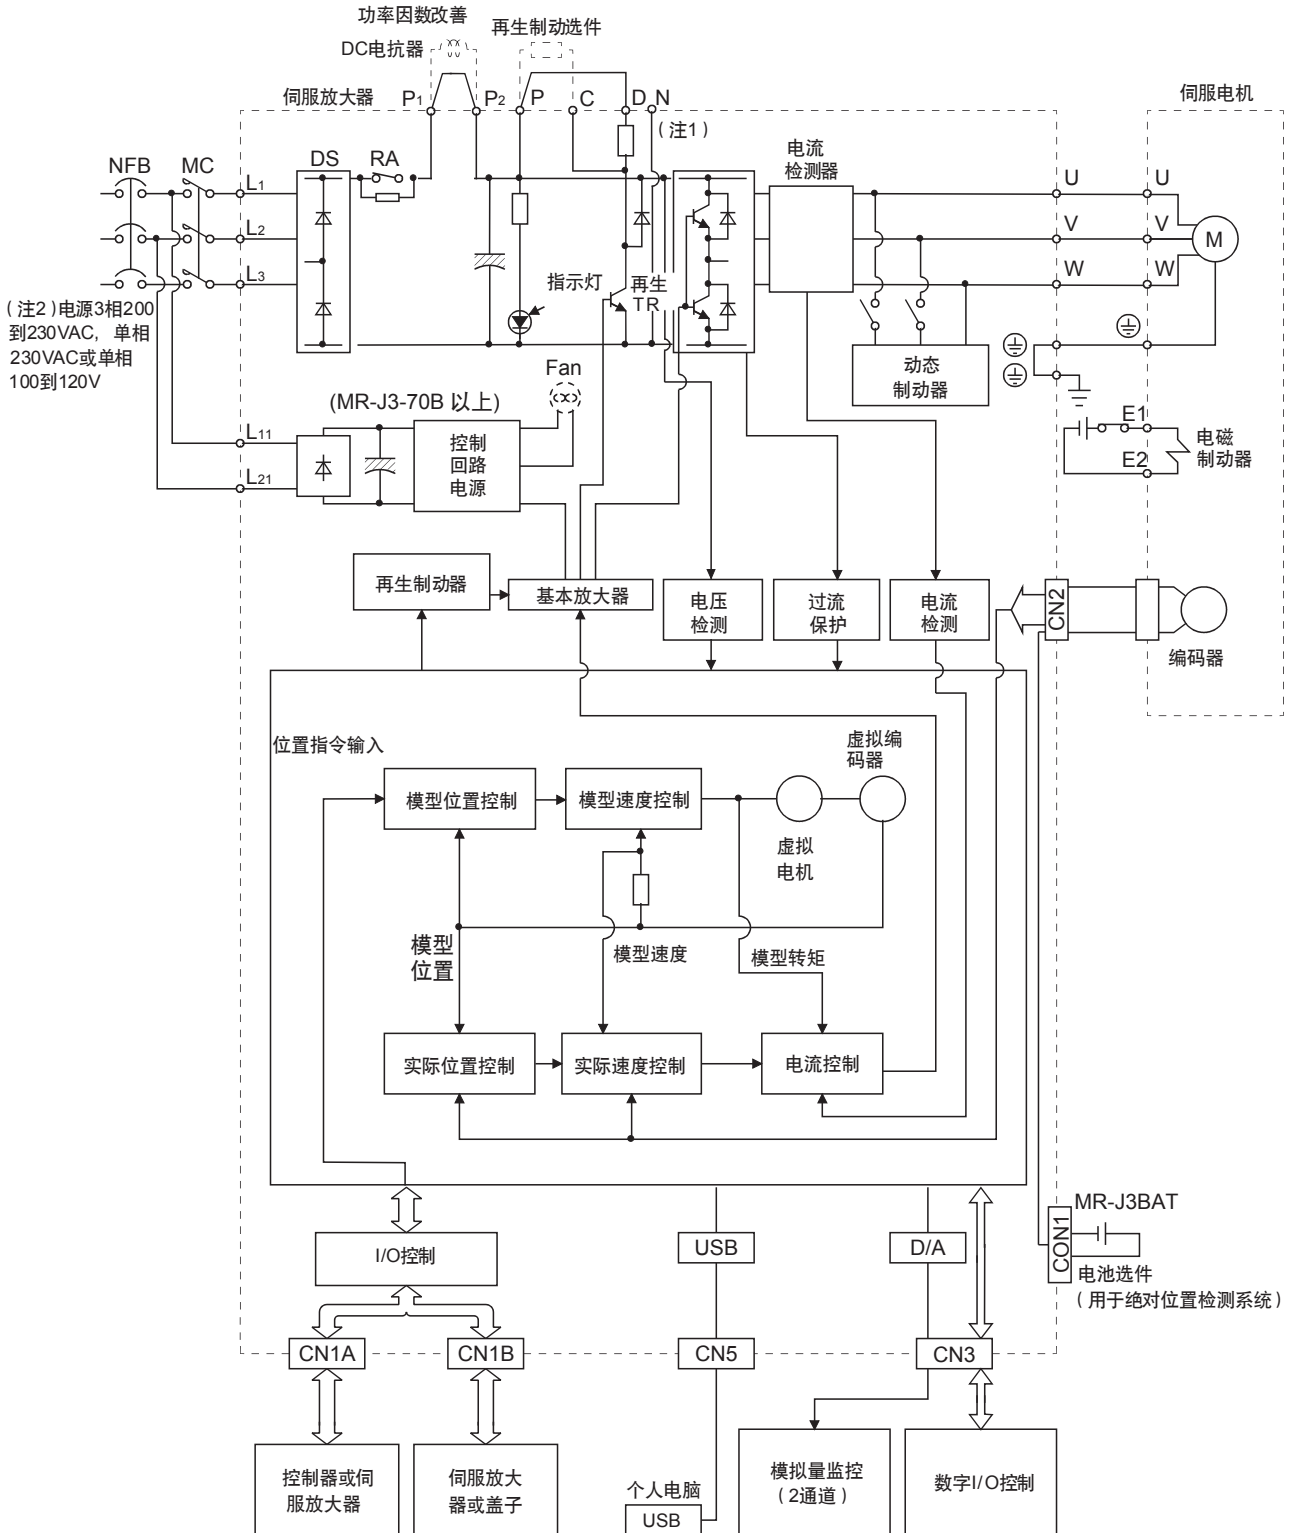 功率因数改善
再生制动选件
DC电抗器
伺服放大器
P1
P2
P
C
D
N
（注1）
伺服电机
NFB
MC
DS
RA
电流
检测器
L1
L2
L3
U
V
W
U
V
W
M
指示灯
再生
TR
（注2）电源3相200
到230VAC，单相
230VAC或单相
100到120V
动态
制动器
Fan
(MR-J3-70B 以上)
L11
L21
控制
回路
电源
E1
E2
电磁
制动器
再生制动器
基本放大器
电压
检测
过流
保护
电流
检测
CN2
编码器
位置指令输入
虚拟编
码器
模型位置控制
模型速度控制
虚拟
电机
模型
位置
模型速度
模型转矩
实际位置控制
实际速度控制
电流控制
MR-J3BAT
CON1
I/O控制
USB
D/A
电池选件
（用于绝对位置检测系统）
CN1A
CN1B
CN5
CN3
控制器或伺
服放大器
伺服放大
器或盖子
个人电脑
USB
模拟量监控
（2通道）
数字I/O控制